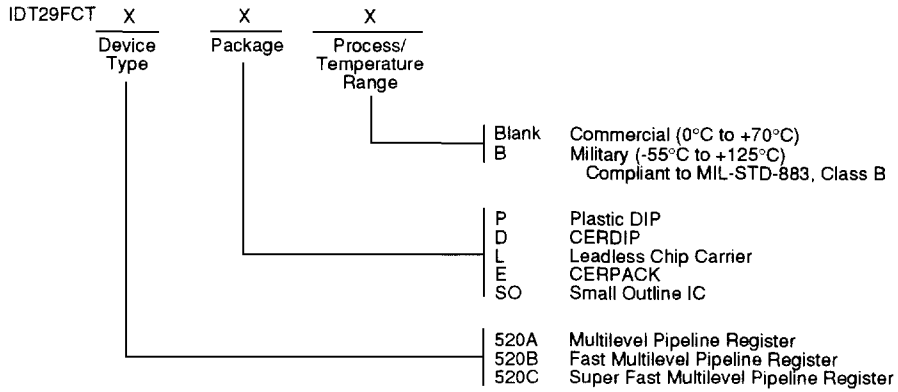 IDT29FCT X X X
Device Type
Package
Process/
Temperature
Range
Blank Commercial (0°C to +70°C)
B Military (-55°C to +125°C)
Compliant to MIL-STD-883, Class B
P Plastic DIP
D CERDIP
L Leadless Chip Carrier
E CERPACK
SO Small Outline IC
520A Multilevel Pipeline Register
520B Fast Multilevel Pipeline Register
520C Super Fast Multilevel Pipeline Register